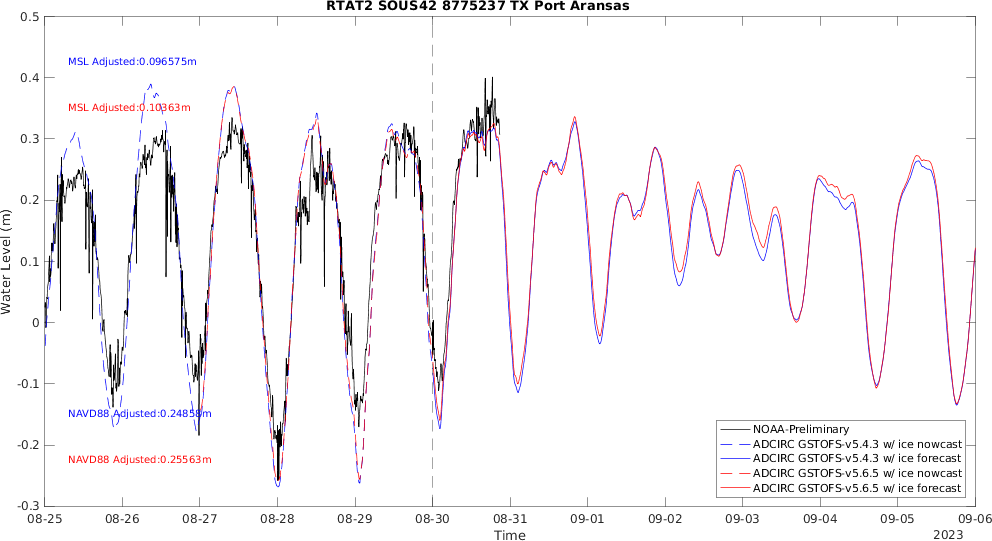 RTAT2 SOUS42 8775237 TX Port Aransas
0.5
0.4
0.3
0.2
0.1
0
-0.1
-0.2
-0.3
Water Level (m)
MSL Adjusted:0.096575m
MSL Adjusted:0.10363m
NAVD88 Adjusted:0.24858m
NAVD88 Adjusted:0.25563m
NOAA-Preliminary
ADCIRC GSTOFS-v5.4.3 w/ ice nowcast
ADCIRC GSTOFS-v5.4.3 w/ ice forecast
ADCIRC GSTOFS-v5.6.5 w/ ice nowcast
ADCIRC GSTOFS-v5.6.5 w/ ice forecast
08-25 08-26 08-27 08-28 08-29 08-30 08-31 09-01 09-02 09-03 09-04 09-05 09-06
Time
2023